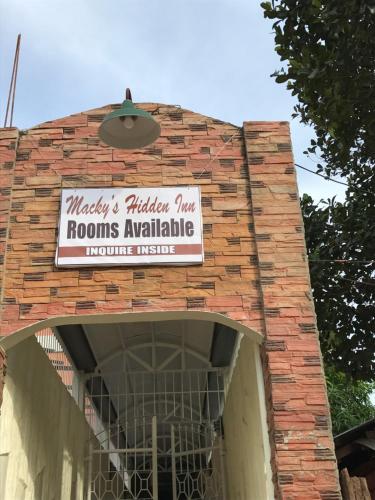 Macky's Hidden Inn
Rooms Available
INQUIRE INSIDE